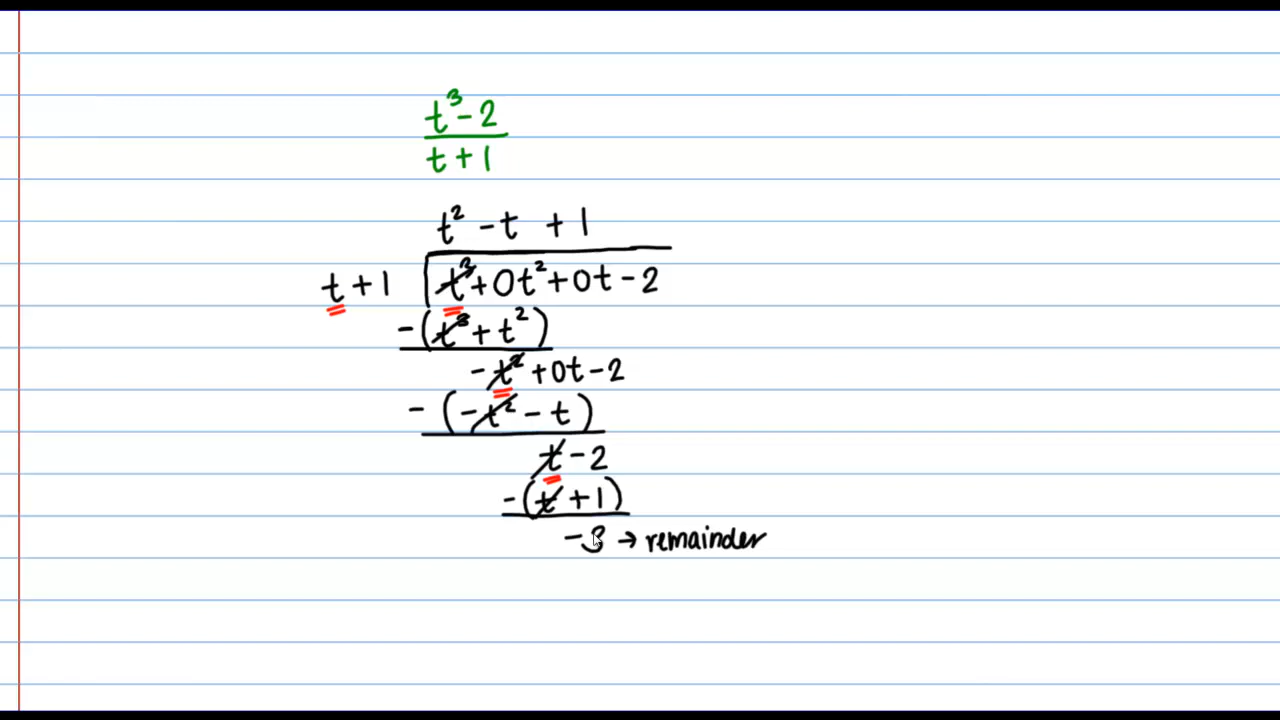 t³ - 2
t + 1
t² - t + 1
t + 1 t³ + 0t² + 0t - 2
- (t³ + t²)
- t² + 0t - 2
- (- t² - t)
t - 2
- (t + 1)
- 3 → remainder